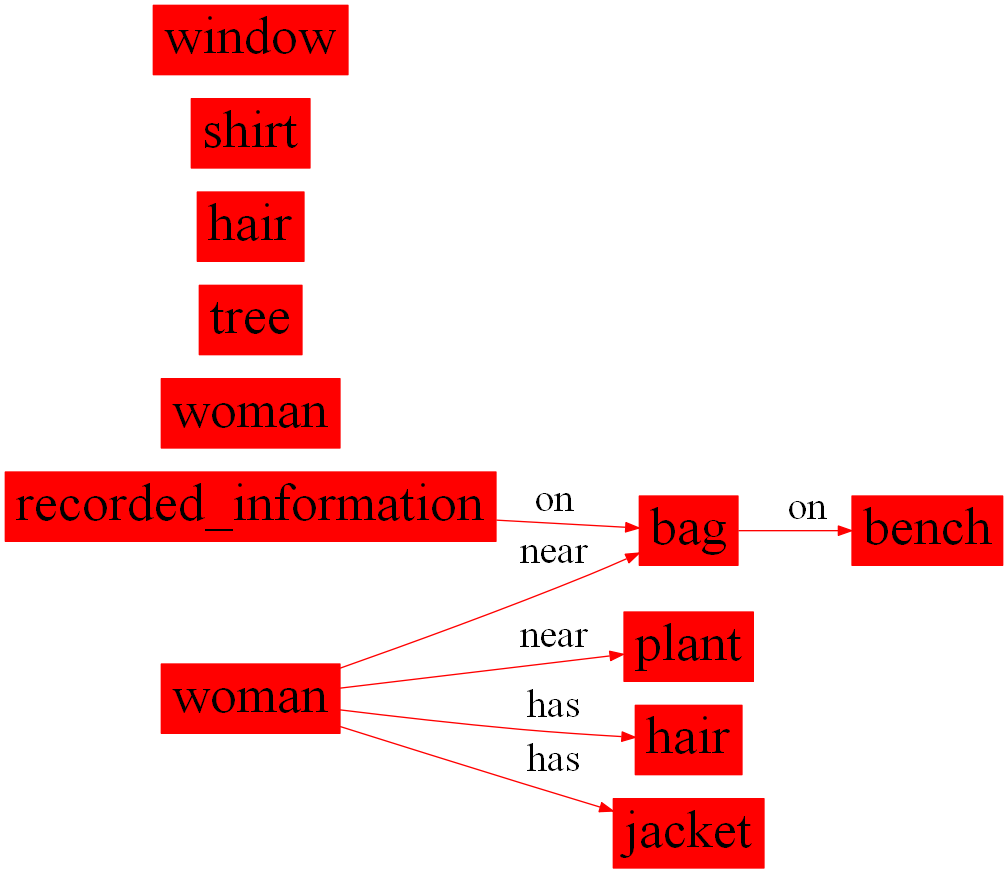 window
shirt
hair
tree
woman
recorded_information
on
bag
on
bench
near
woman
near
plant
has
hair
has
jacket